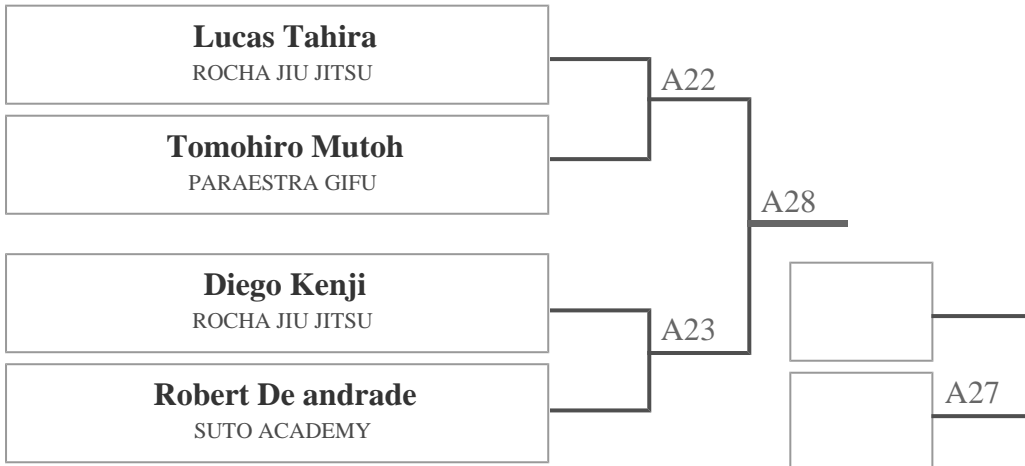 Lucas Tahira
ROCHA JIU JITSU
A22
Tomohiro Mutoh
PARAESTRA GIFU
A28
Diego Kenji
ROCHA JIU JITSU
A23
Robert De andrade
SUTO ACADEMY
A27